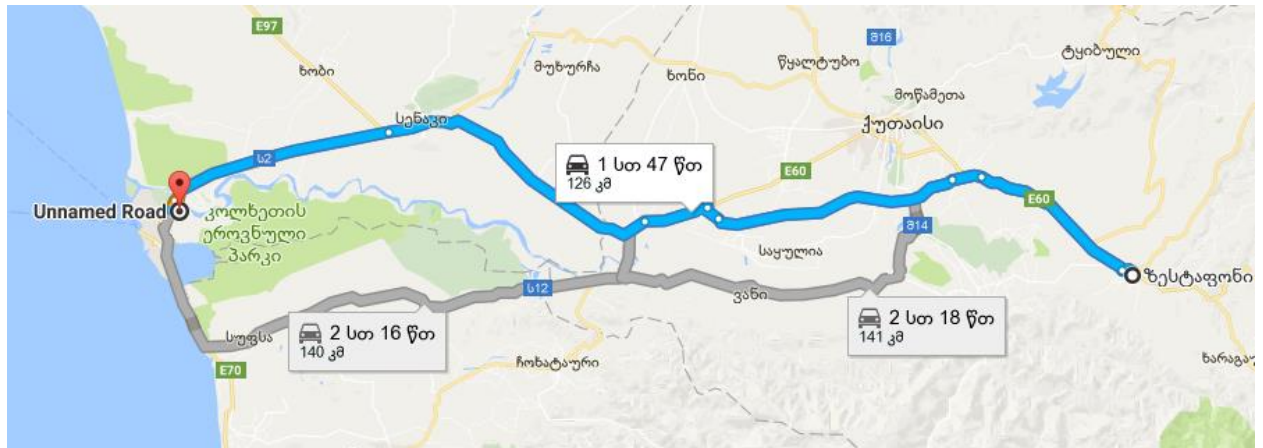 E97
ხობი
მუხურჩა
ხონი
წყალტუბო
შ16
ტყიბული
მოწამეთა
ქუთაისი
სენაკი
ს2
1 სთ 47 წთ
126 კმ
E60
E60
Unnamed Road
კოლხეთის
ეროვნული
პარკი
შ14
საყულია
ზესტაფონი
ს12
ვანი
სუფსა
2 სთ 16 წთ
140 კმ
2 სთ 18 წთ
141 კმ
E70
ჩოხატაური
ხარაგაუ